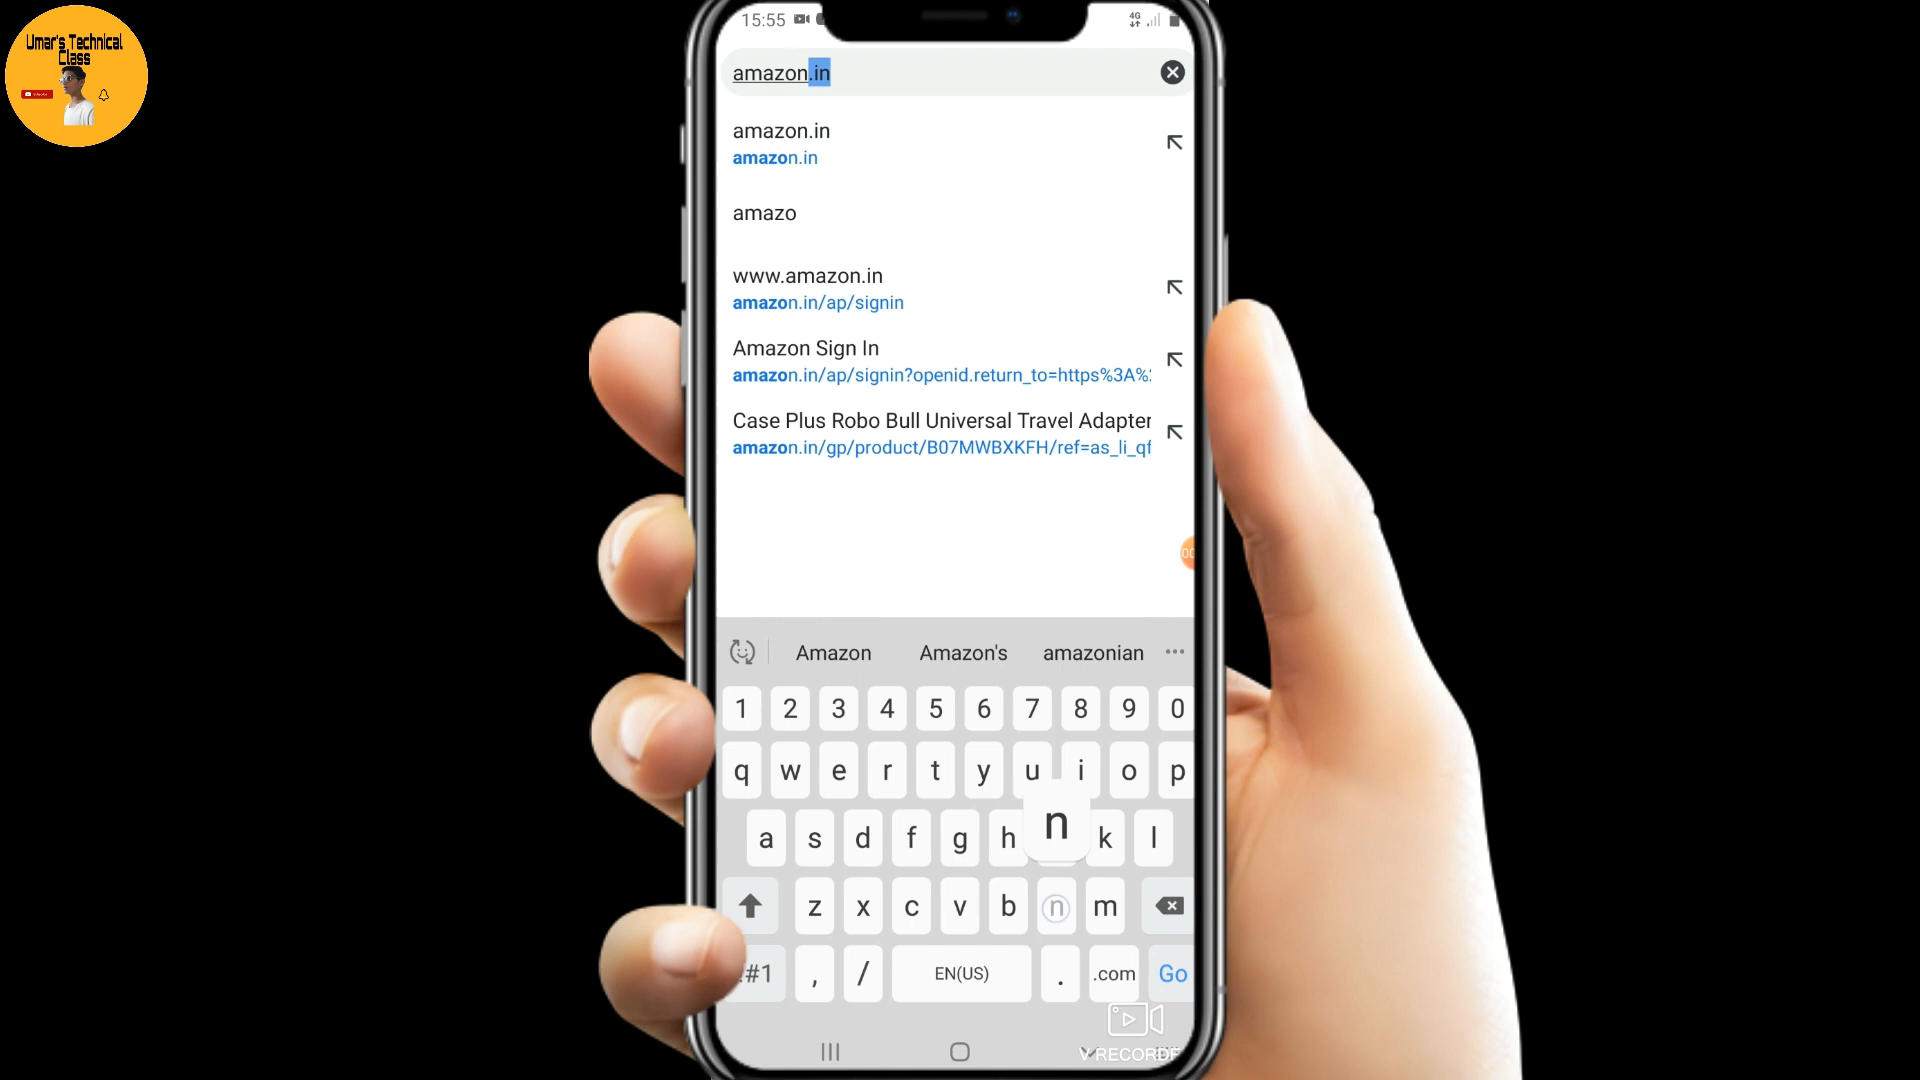 Umar's Technical
Class
15:55
4G
amazon.in
amazon.in
amazon.in
amazo
www.amazon.in
amazon.in/ap/signin
Amazon Sign In
amazon.in/ap/signin?openid.return_to=https%3A%
Case Plus Robo Bull Universal Travel Adapter
amazon.in/gp/product/B07MWBXKFH/ref=as_li_qf
00
Amazon Amazon's amazonian
1 2 3 4 5 6 7 8 9 0
q w e r t y u i o p
n
a s d f g h k l
z x c v b n m
#1 , / EN(US) . .com Go
V RECORDE